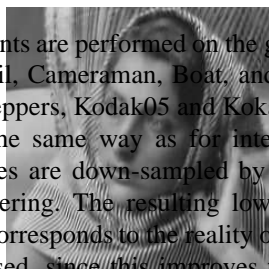 nts are performed on the g
il, Cameraman, Boat, and
eppers, Kodak05 and Kok
he same way as for inte
es are down-sampled by
ering. The resulting low
orresponds to the reality o
sed, since this improves